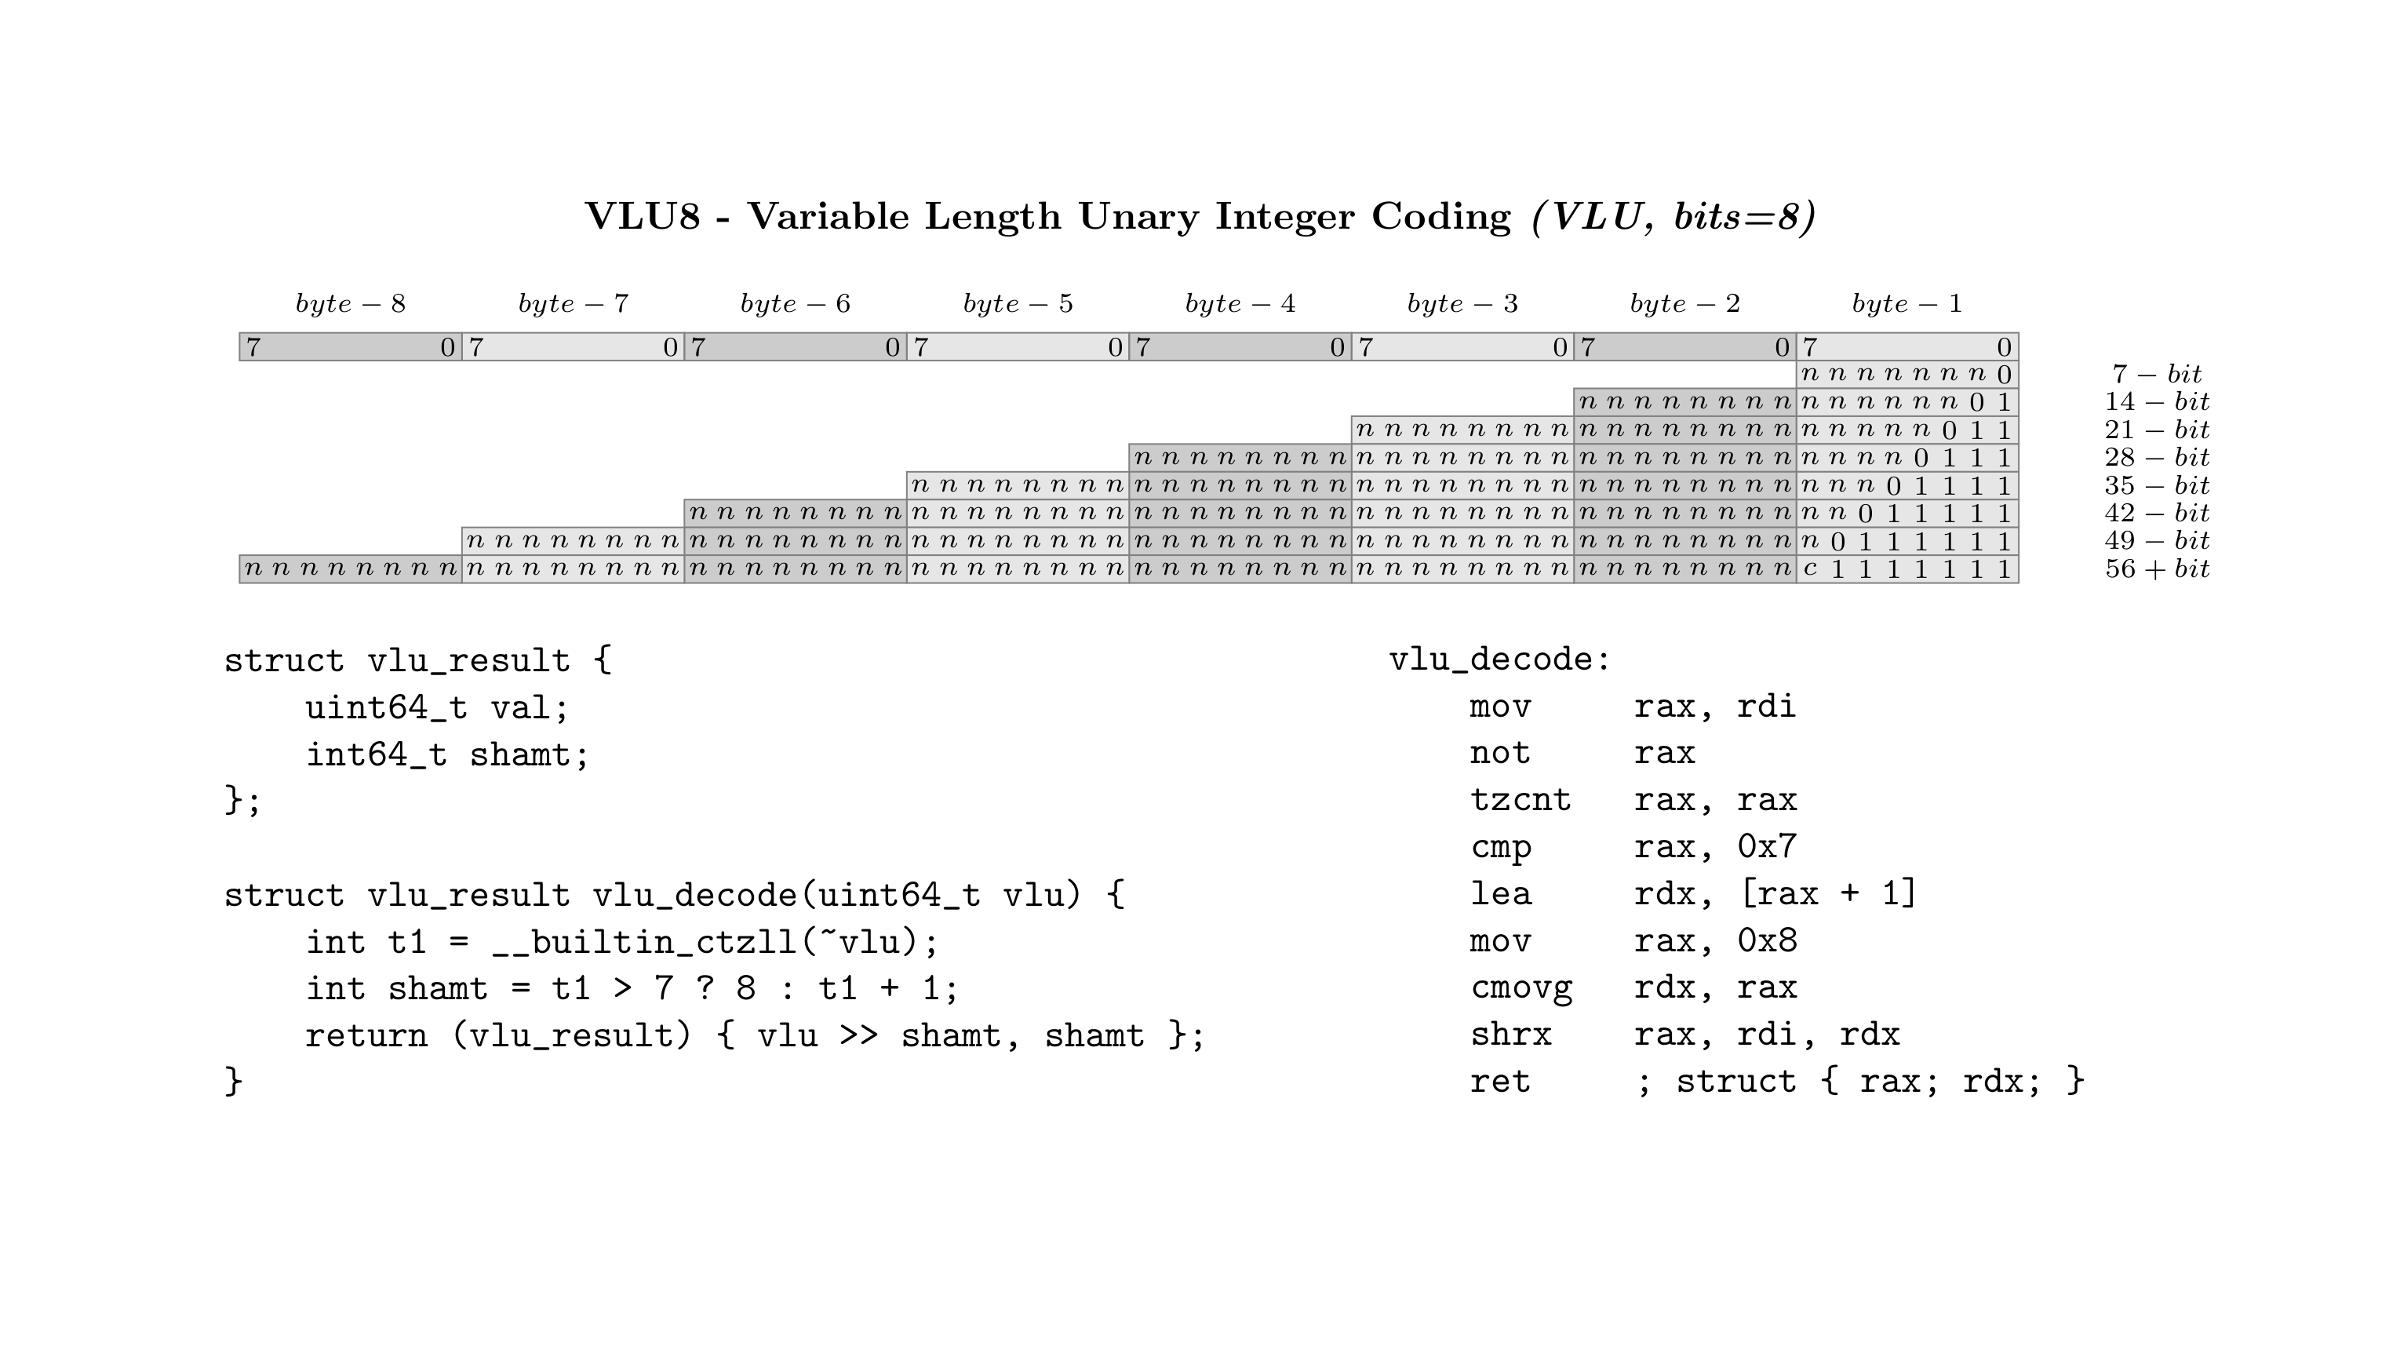 VLU8 - Variable Length Unary Integer Coding (VLU, bits=8)
byte − 8 byte − 7 byte − 6 byte − 5 byte − 4 byte − 3 byte − 2 byte − 1
7 0 7 0 7 0 7 0 7 0 7 0 7 0 7 0
n n n n n n n 0 7 − bit
n n n n n n n n n n n n n n 0 1 14 − bit
n n n n n n n n n n n n n n n n n n n n n 0 1 1 21 − bit
n n n n n n n n n n n n n n n n n n n n n n n n n n n n 0 1 1 1 28 − bit
n n n n n n n n n n n n n n n n n n n n n n n n n n n n n n n n n n n 0 1 1 1 1 35 − bit
n n n n n n n n n n n n n n n n n n n n n n n n n n n n n n n n n n n n n n n n n n 0 1 1 1 1 1 42 − bit
n n n n n n n n n n n n n n n n n n n n n n n n n n n n n n n n n n n n n n n n n n n n n n n n n 0 1 1 1 1 1 1 49 − bit
n n n n n n n n n n n n n n n n n n n n n n n n n n n n n n n n n n n n n n n n n n n n n n n n n n n n n n n n c 1 1 1 1 1 1 1 56 + bit
struct vlu_result {
uint64_t val;
int64_t shamt;
};
struct vlu_result vlu_decode(uint64_t vlu) {
int t1 = __builtin_ctzll(~vlu);
int shamt = t1 > 7 ? 8 : t1 + 1;
return (vlu_result) { vlu >> shamt, shamt };
}
vlu_decode:
mov rax, rdi
not rax
tzcnt rax, rax
cmp rax, 0x7
lea rdx, [rax + 1]
mov rax, 0x8
cmovg rdx, rax
shrx rax, rdi, rdx
ret ; struct { rax; rdx; }